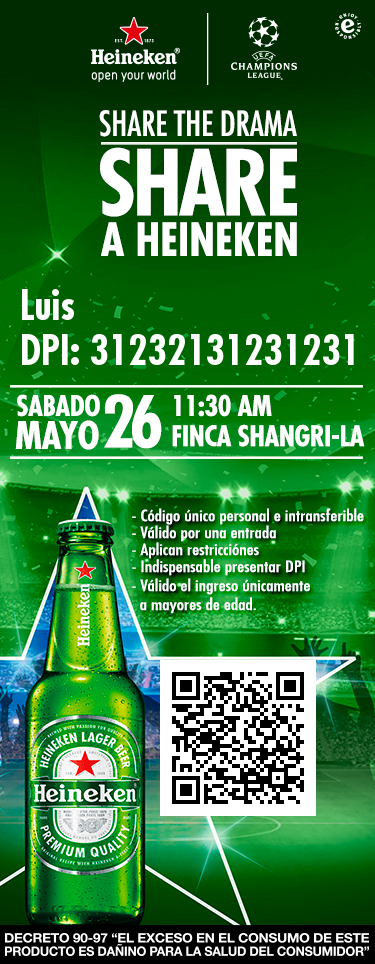 EST. 1873
Heineken®
open your world
UEFA
CHAMPIONS
LEAGUE
ENJOY RESPONSIBLY
SHARE THE DRAMA
SHARE
A HEINEKEN
Luis
DPI: 31232131231231
SABADO
MAYO 26
11:30 AM
FINCA SHANGRI-LA
- Código único personal e intransferible
- Válido por una entrada
- Aplican restricciónes
- Indispensable presentar DPI
- Válido el ingreso únicamente
a mayores de edad.
Heineken
HEINEKEN LAGER BEER
Heineken
PREMIUM QUALITY
DECRETO 90-97 “EL EXCESO EN EL CONSUMO DE ESTE
PRODUCTO ES DAÑINO PARA LA SALUD DEL CONSUMIDOR”